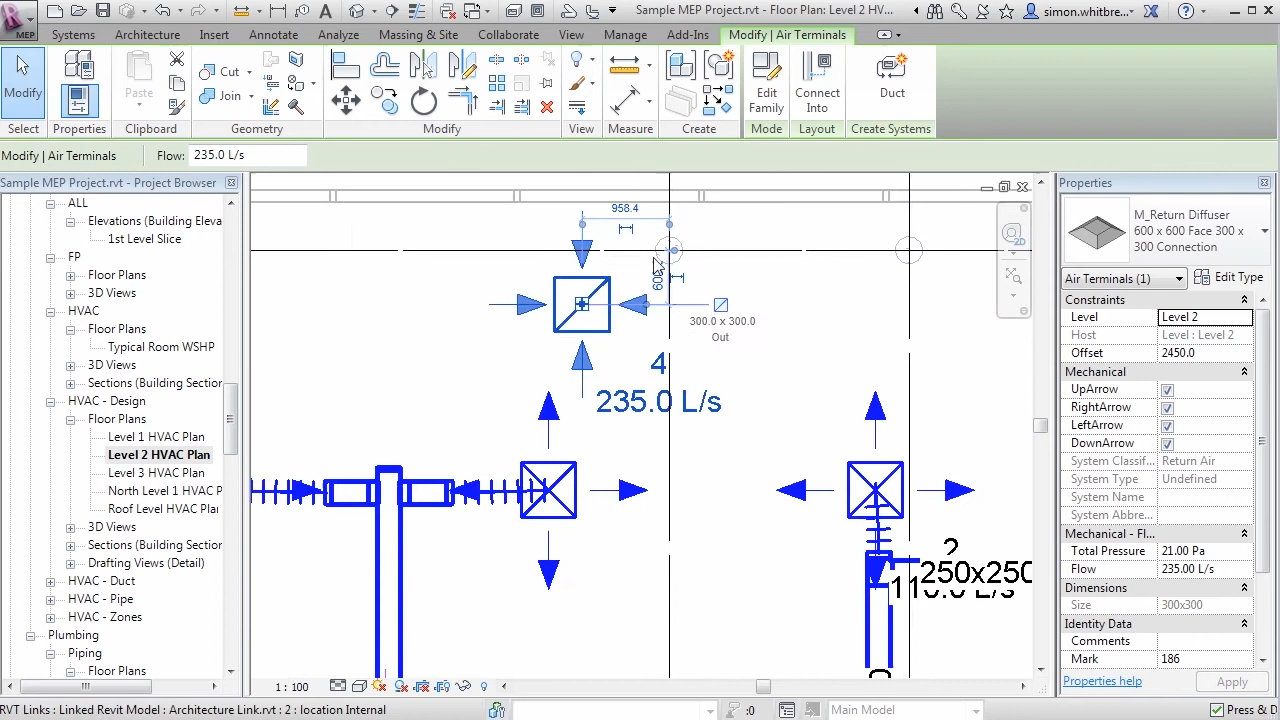 Sample MEP Project.rvt - Floor Plan: Level 2 HV...
simon.whitbre...
MEP
Systems Architecture Insert Annotate Analyze Massing & Site Collaborate View Manage Add-Ins Modify | Air Terminals
Modify Paste Cut Join Edit Family Connect Into Duct
Select Properties Clipboard Geometry Modify View Measure Create Mode Layout Create Systems
Modify | Air Terminals Flow: 235.0 L/s
Sample MEP Project.rvt - Project Browser
ALL
Elevations (Building Eleva
1st Level Slice
FP
Floor Plans
3D Views
HVAC
Floor Plans
Typical Room WSHP
3D Views
Sections (Building Section
HVAC - Design
Floor Plans
Level 1 HVAC Plan
Level 2 HVAC Plan
Level 3 HVAC Plan
North Level 1 HVAC P
Roof Level HVAC Plan
3D Views
Sections (Building Section
Drafting Views (Detail)
HVAC - Duct
HVAC - Pipe
HVAC - Zones
Plumbing
Piping
Floor Plans
958.4
2D
300.0 x 300.0
Out
4
235.0 L/s
2
250x250
Properties
M_Return Diffuser
600 x 600 Face 300 x
300 Connection
Air Terminals (1) Edit Type
Constraints
Level Level 2
Host Level : Level 2
Offset 2450.0
Mechanical
UpArrow
RightArrow
LeftArrow
DownArrow
System Classif... Return Air
System Type Undefined
System Name
System Abbre...
Mechanical - Fl...
Total Pressure 21.00 Pa
Flow 235.00 L/s
Dimensions
Size 300x300
Identity Data
Comments
Mark 186
Properties help Apply
1 : 100
RVT Links : Linked Revit Model : Architecture Link.rvt : 2 : location Internal
:0 Main Model Press & D